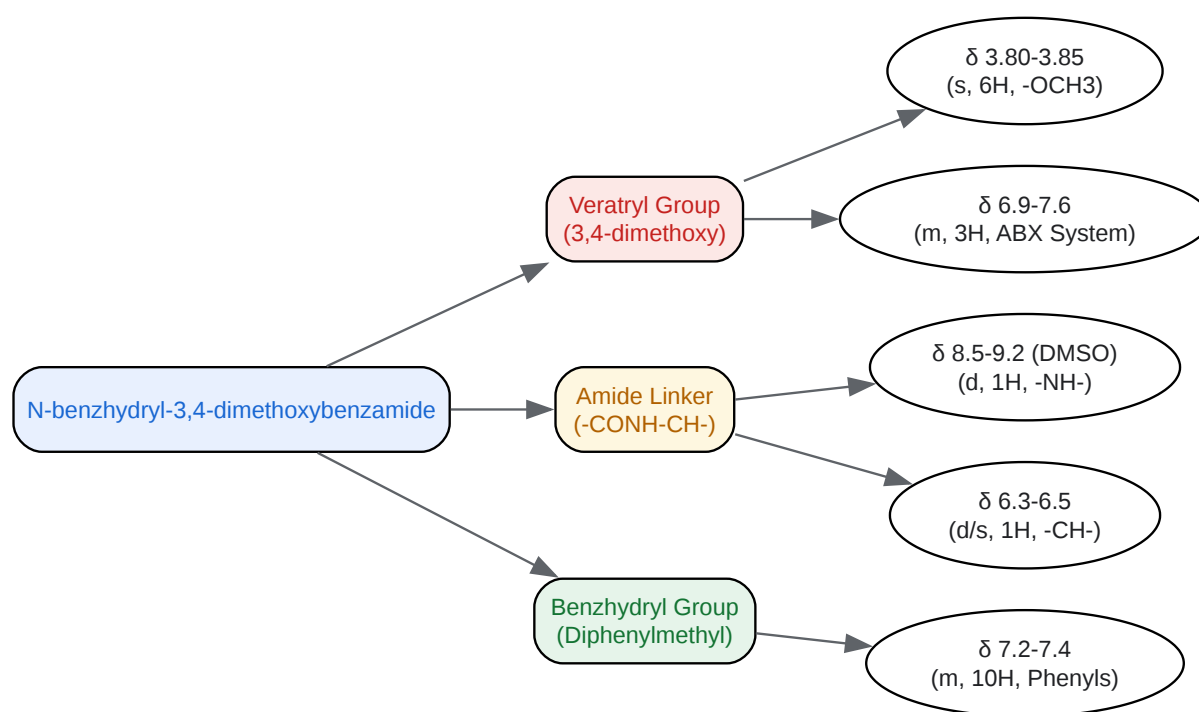 δ 3.80-3.85
(s, 6H, -OCH3)
Veratryl Group
(3,4-dimethoxy)
δ 6.9-7.6
(m, 3H, ABX System)
N-benzhydryl-3,4-dimethoxybenzamide
Amide Linker
(-CONH-CH-)
δ 8.5-9.2 (DMSO)
(d, 1H, -NH-)
δ 6.3-6.5
(d/s, 1H, -CH-)
Benzhydryl Group
(Diphenylmethyl)
δ 7.2-7.4
(m, 10H, Phenyls)